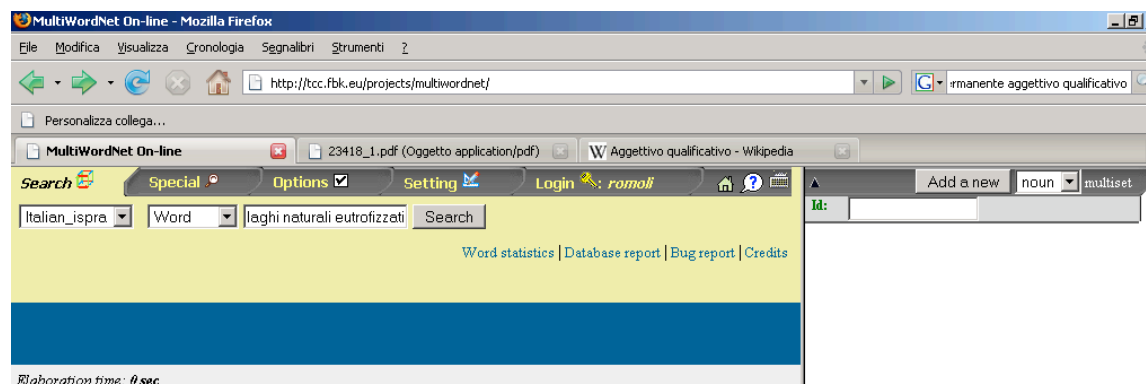 MultiWordNet On-line - Mozilla Firefox
File Modifica Visualizza Cronologia Segnalibri Strumenti ?
http://tcc.fbk.eu/projects/multiwordnet/ G rmanente aggettivo qualificativo
Personalizza collega...
MultiWordNet On-line 23418_1.pdf (Oggetto application/pdf) W Aggettivo qualificativo - Wikipedia
Search Special Options Setting Login : romoli ? Add a new noun multiset
Italian_ispra Word laghi naturali eutrofizzati Search Id:
Word statistics | Database report | Bug report | Credits
Elaboration time: 0 sec